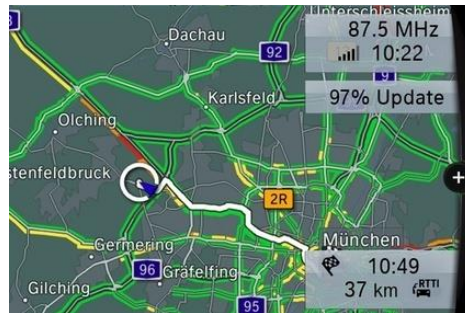 Unterschleissheim
87.5 MHz
10:22
Dachau
92
9
Karlsfeld
97% Update
Olching
stenfeldbruck
2R
Germering
München
96
Gräfelfing
10:49
Gilching
37 km
RTTI
95